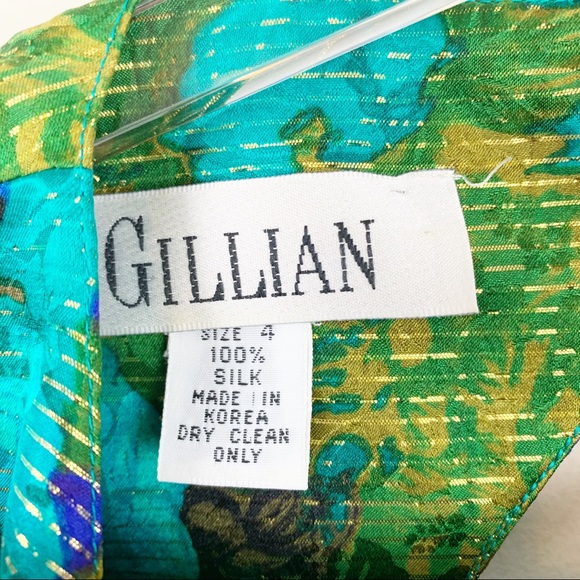 GILLIAN
SIZE 4
100%
SILK
MADE IN
KOREA
DRY CLEAN
ONLY